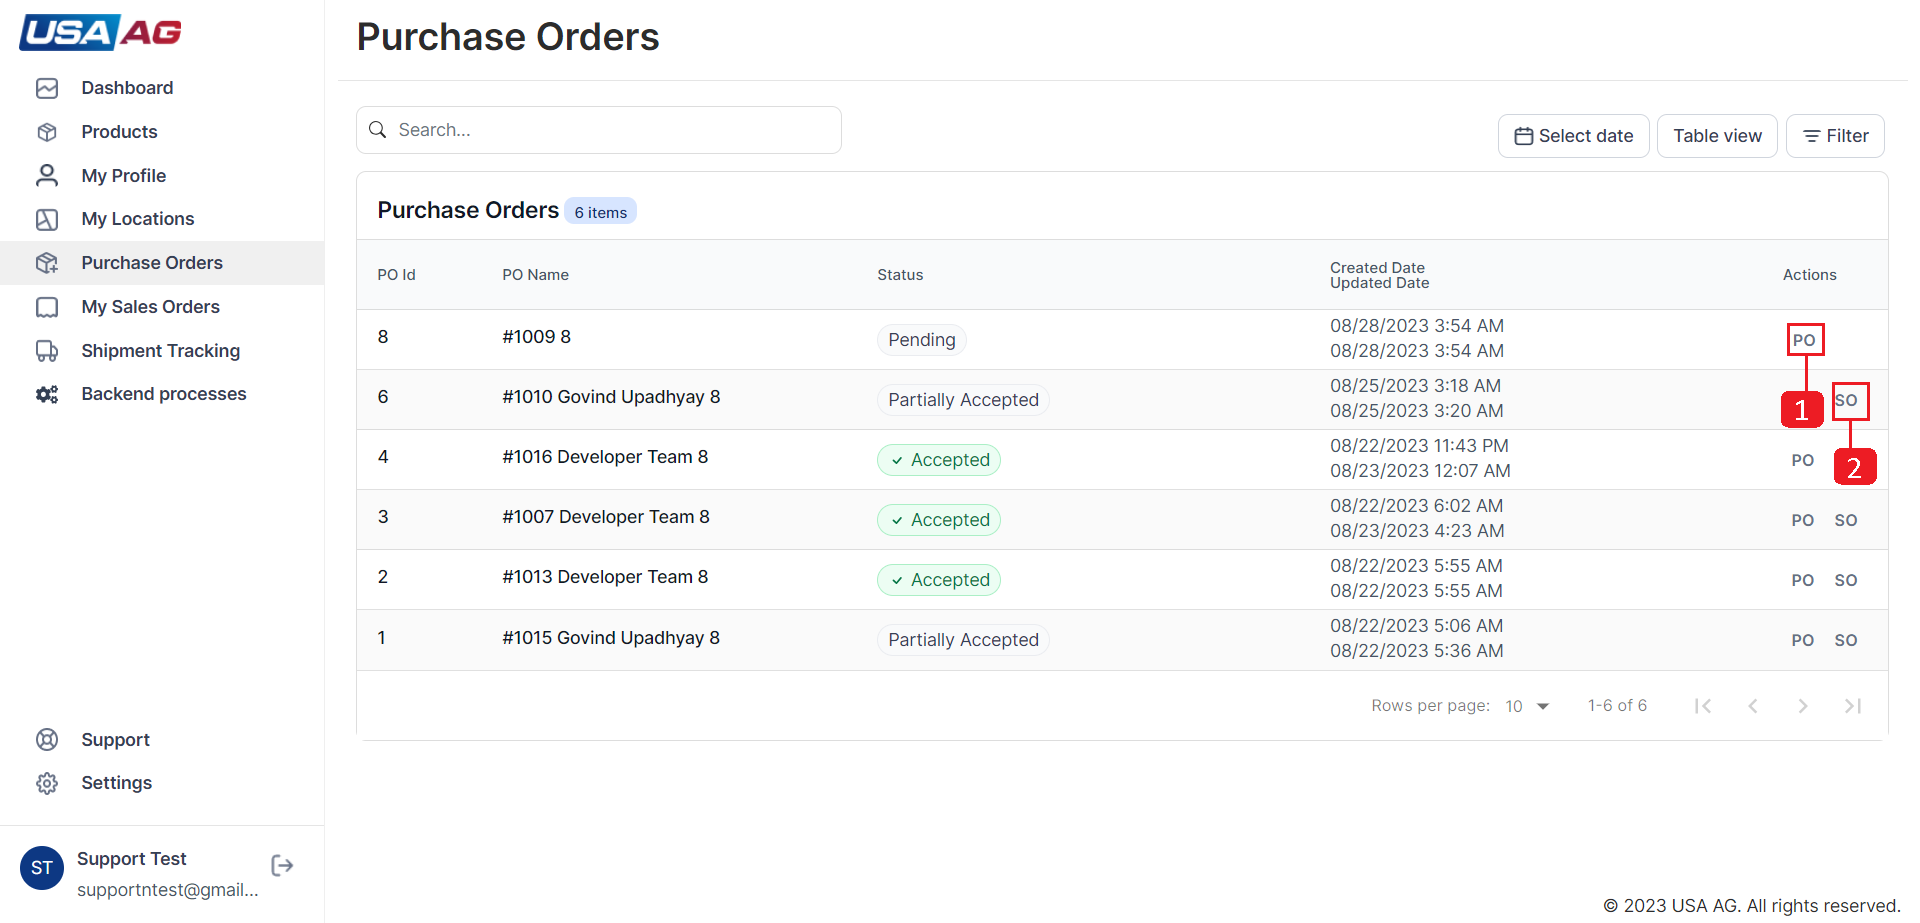 USA AG
Dashboard
Products
My Profile
My Locations
Purchase Orders
My Sales Orders
Shipment Tracking
Backend processes
Support
Settings
ST
Support Test
supportntest@gmail...
Purchase Orders
Search...
Select date
Table view
Filter
Purchase Orders 6 items
PO Id PO Name Status Created Date Updated Date Actions
8 #1009 8 Pending 08/28/2023 3:54 AM 08/28/2023 3:54 AM PO
1
6 #1010 Govind Upadhyay 8 Partially Accepted 08/25/2023 3:18 AM 08/25/2023 3:20 AM SO
2
4 #1016 Developer Team 8 Accepted 08/22/2023 11:43 PM 08/23/2023 12:07 AM PO
3 #1007 Developer Team 8 Accepted 08/22/2023 6:02 AM 08/23/2023 4:23 AM PO SO
2 #1013 Developer Team 8 Accepted 08/22/2023 5:55 AM 08/22/2023 5:55 AM PO SO
1 #1015 Govind Upadhyay 8 Partially Accepted 08/22/2023 5:06 AM 08/22/2023 5:36 AM PO SO
Rows per page: 10 1-6 of 6
© 2023 USA AG. All rights reserved.